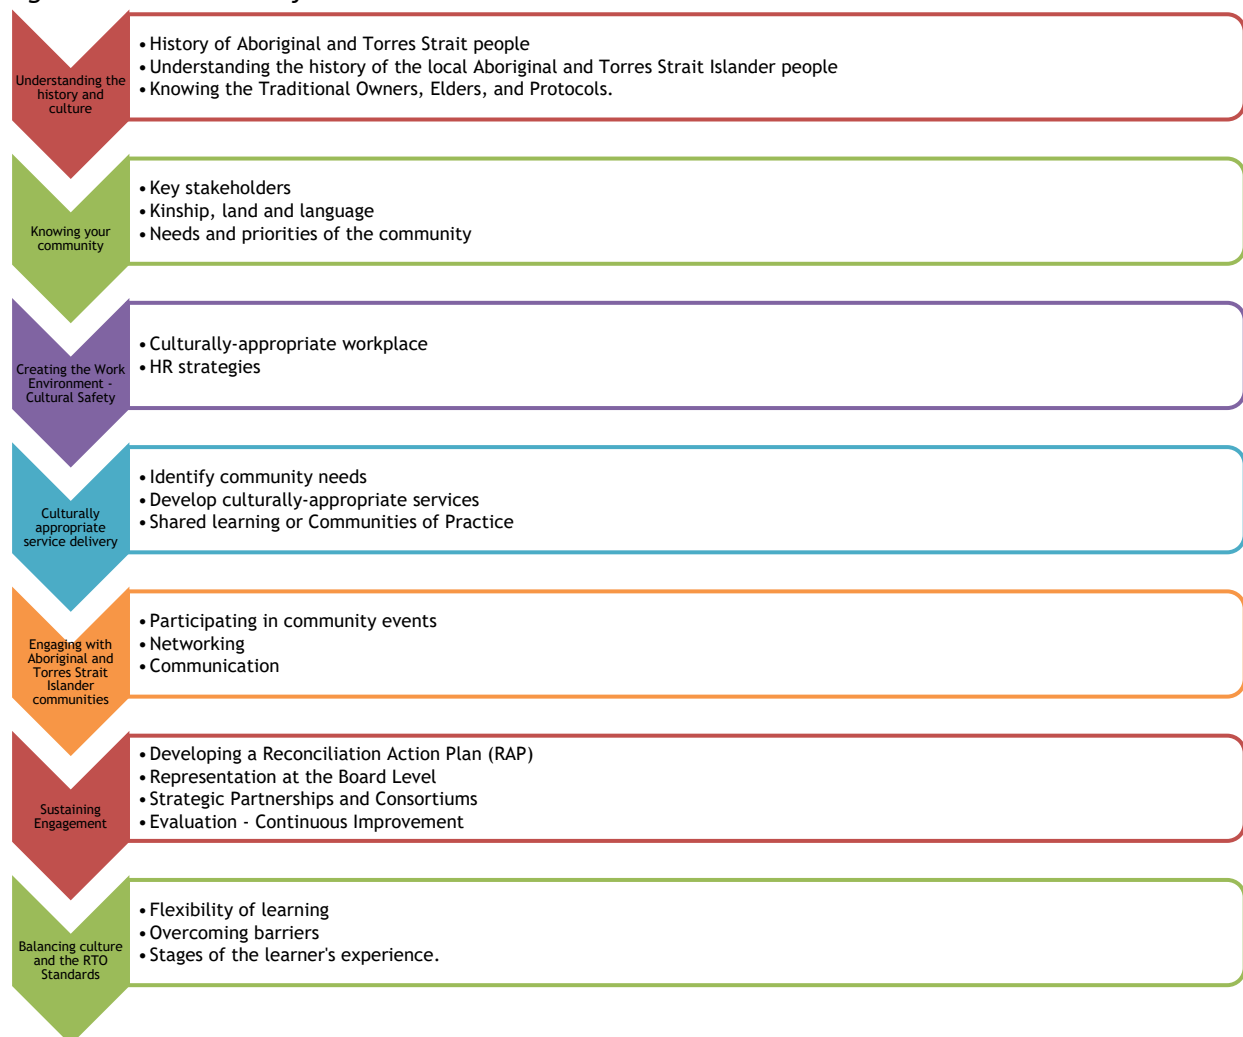 Understanding the
history and
culture
• History of Aboriginal and Torres Strait people
• Understanding the history of the local Aboriginal and Torres Strait Islander people
• Knowing the Traditional Owners, Elders, and Protocols.
Knowing your
community
• Key stakeholders
• Kinship, land and language
• Needs and priorities of the community
Creating the Work
Environment -
Cultural Safety
• Culturally-appropriate workplace
• HR strategies
Culturally
appropriate
service delivery
• Identify community needs
• Develop culturally-appropriate services
• Shared learning or Communities of Practice
Engaging with
Aboriginal and
Torres Strait
Islander
communities
• Participating in community events
• Networking
• Communication
Sustaining
Engagement
• Developing a Reconciliation Action Plan (RAP)
• Representation at the Board Level
• Strategic Partnerships and Consortiums
• Evaluation - Continuous Improvement
Balancing culture
and the RTO
Standards
• Flexibility of learning
• Overcoming barriers
• Stages of the learner's experience.